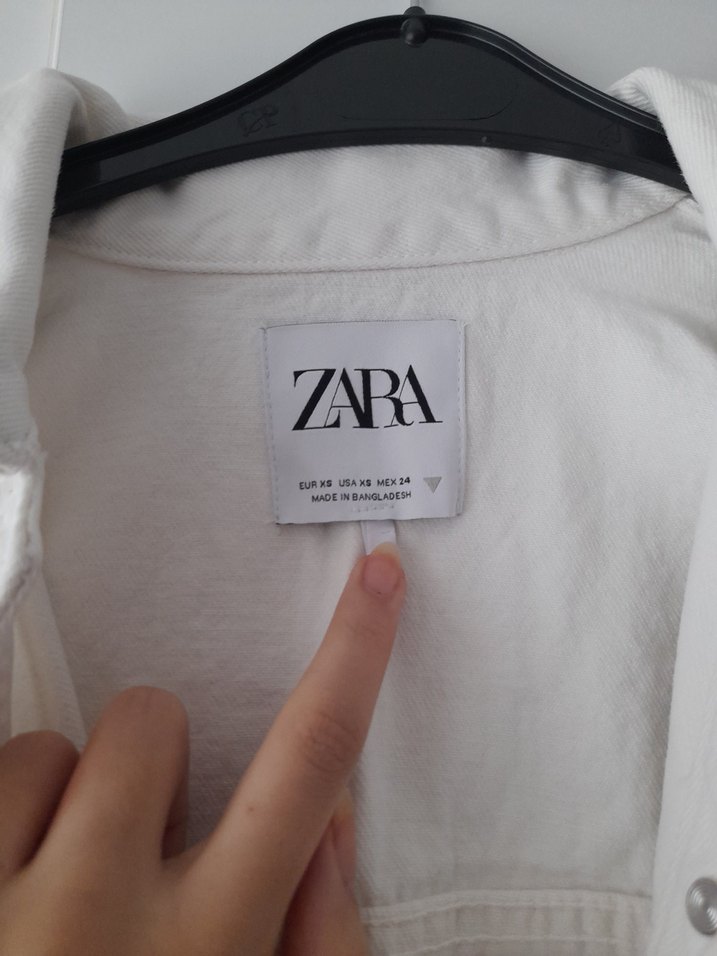 ZARA
EUR XS USA XS MEX 24
MADE IN BANGLADESH